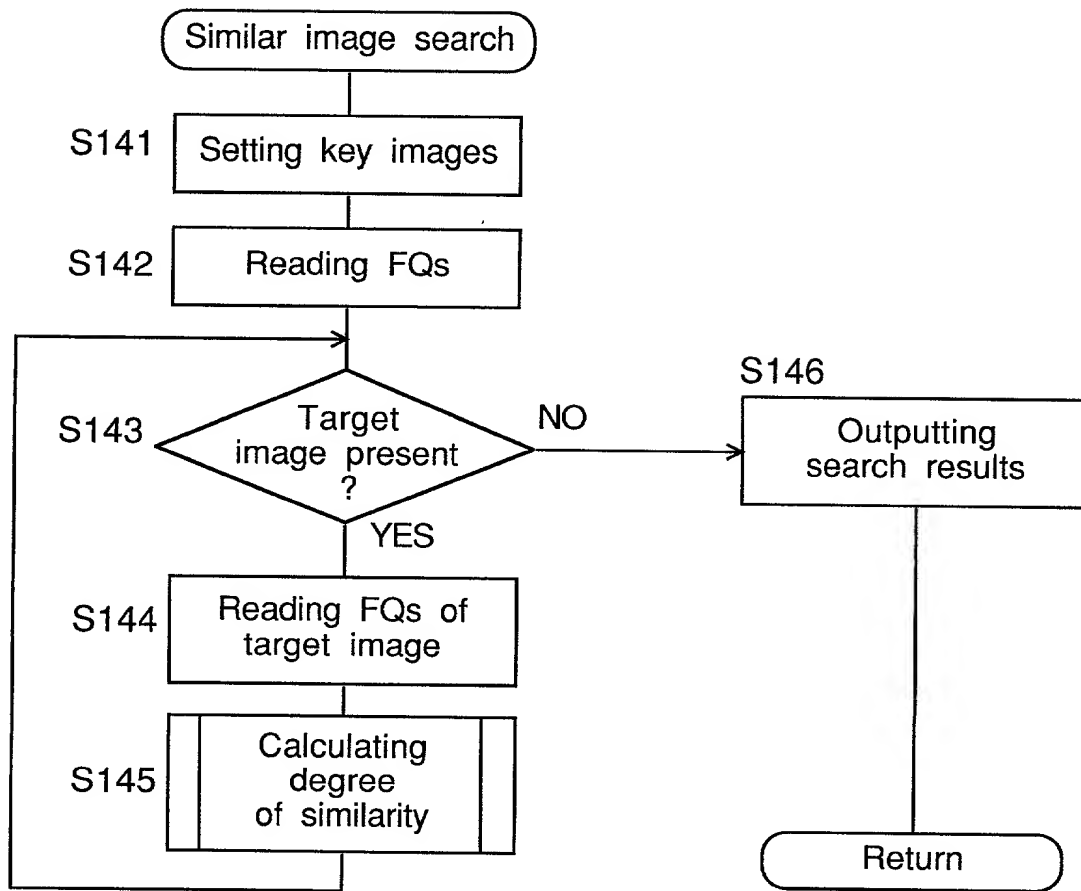 Similar image search
S141
Setting key images
S142
Reading FQs
S143
Target
image present
?
NO
YES
S146
Outputting
search results
S144
Reading FQs of
target image
S145
Calculating
degree
of similarity
Return